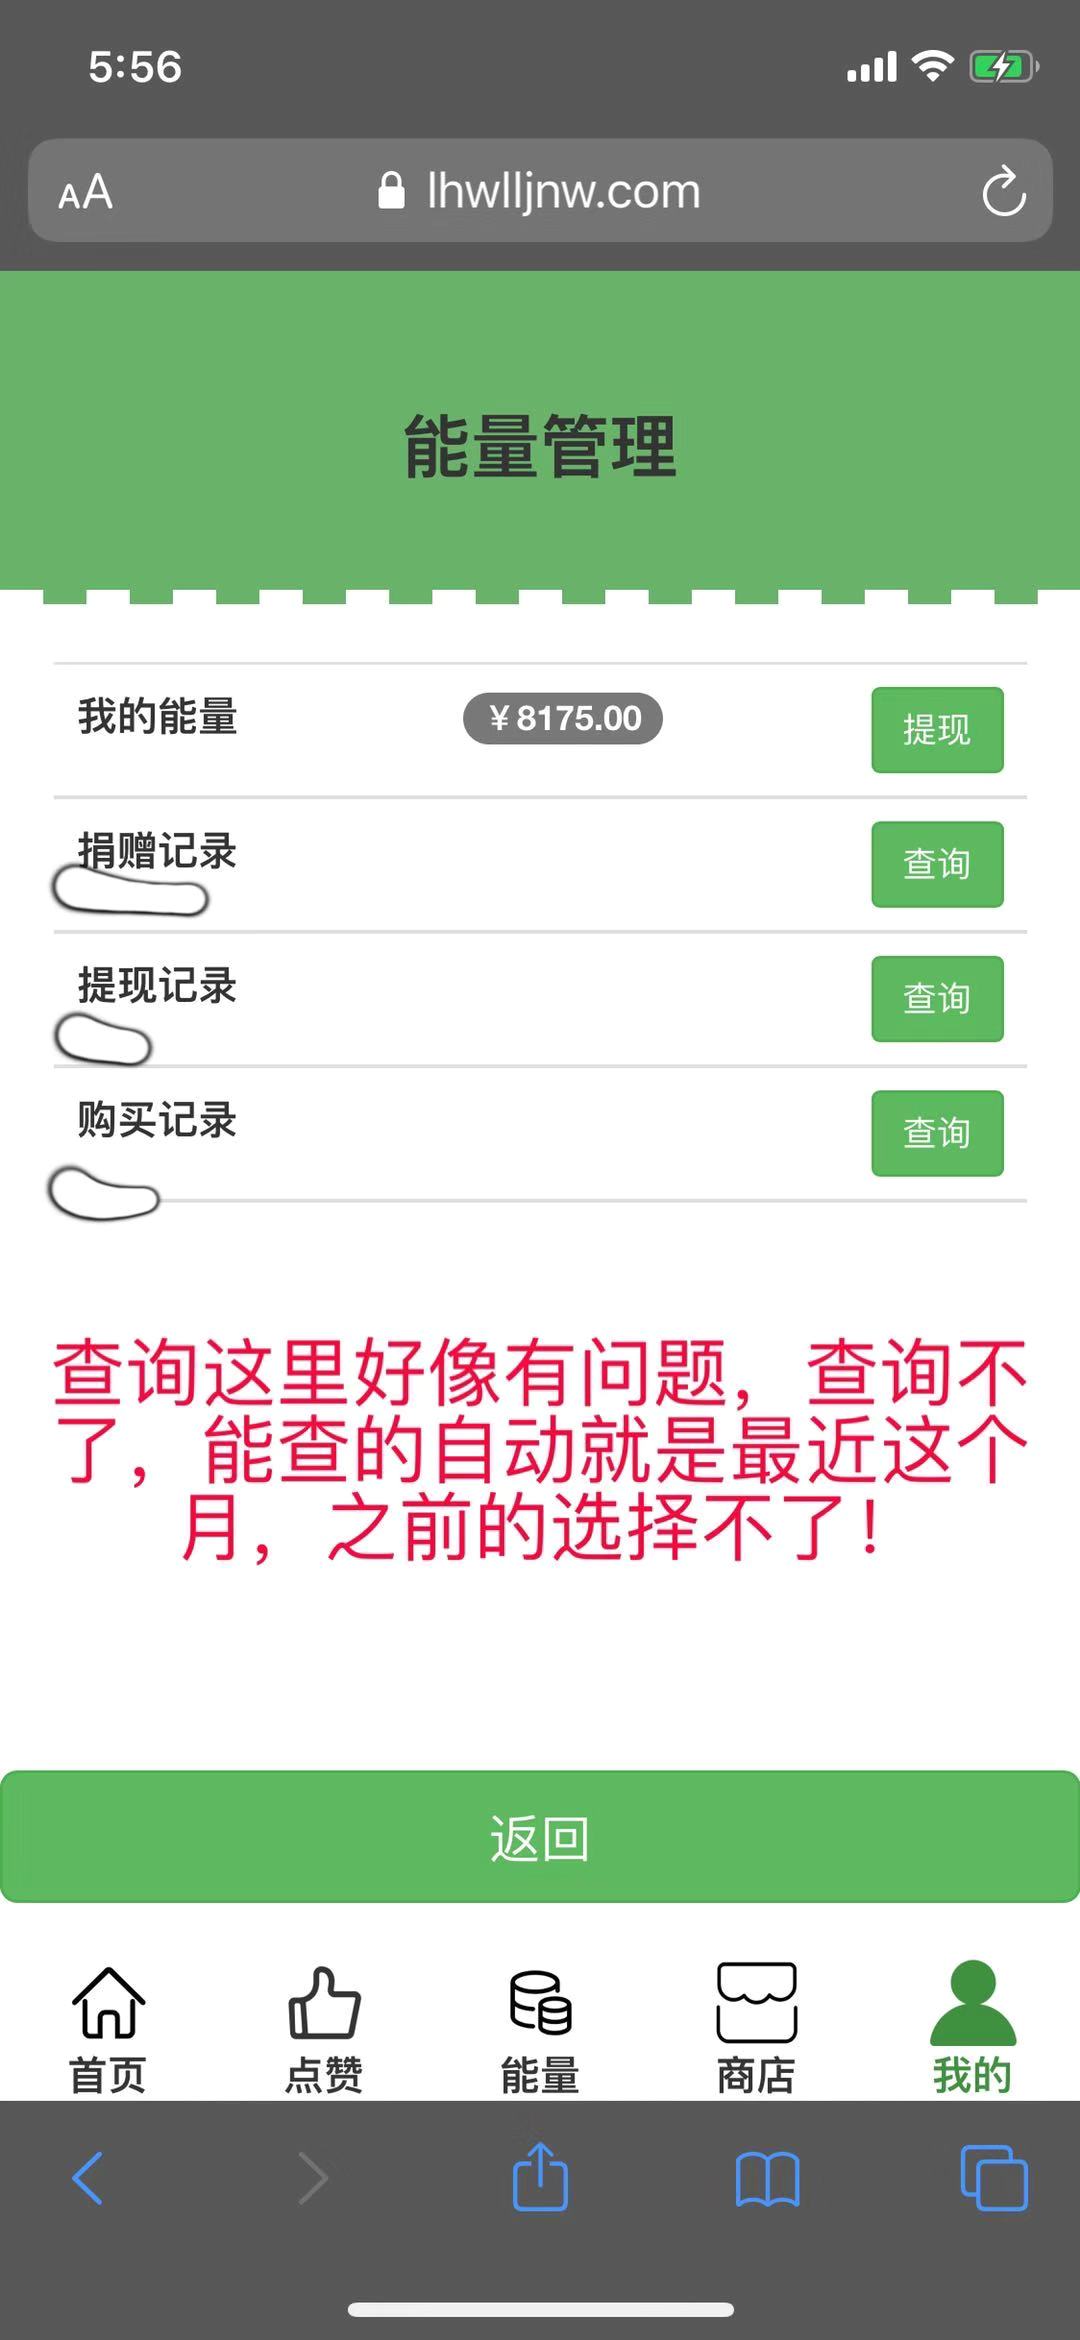 5:56
AA lhwlljnw.com
能量管理
我的能量 ￥8175.00 提现
捐赠记录 查询
提现记录 查询
购买记录 查询
查询这里好像有问题，查询不
了，能查的自动就是最近这个
月，之前的选择不了！
返回
首页 点赞 能量 商店 我的